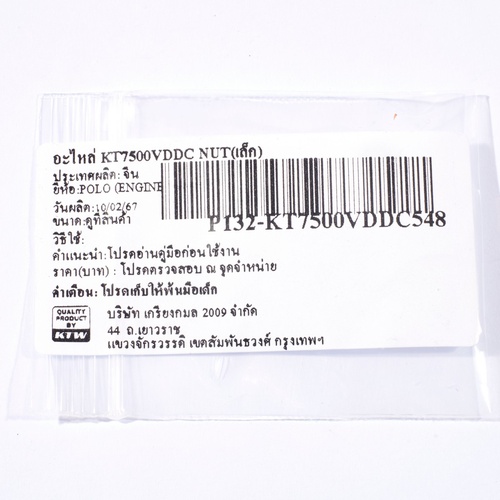 อะไหล่ KT7500VDDC NUT(เล็ก)
ประเทศผลิต: จีน
ยี่ห้อ:POLO (ENGINE
วันผลิต:10/02/67
ขนาด:ดูที่สินค้า
P132-KT7500VDDC548
วิธีใช้:
คำแนะนำ:โปรดอ่านคู่มือก่อนใช้งาน
ราคา(บาท) : โปรดตรวจสอบ ณ จุดจำหน่าย
คำเตือน: โปรดเก็บให้พ้นมือเด็ก
QUALITY
PRODUCT
BY
KTW
บริษัท เกรียงกมล 2009 จำกัด
44 ถ.เยาวราช
แขวงจักรวรรดิ เขตสัมพันธวงศ์ กรุงเทพฯ